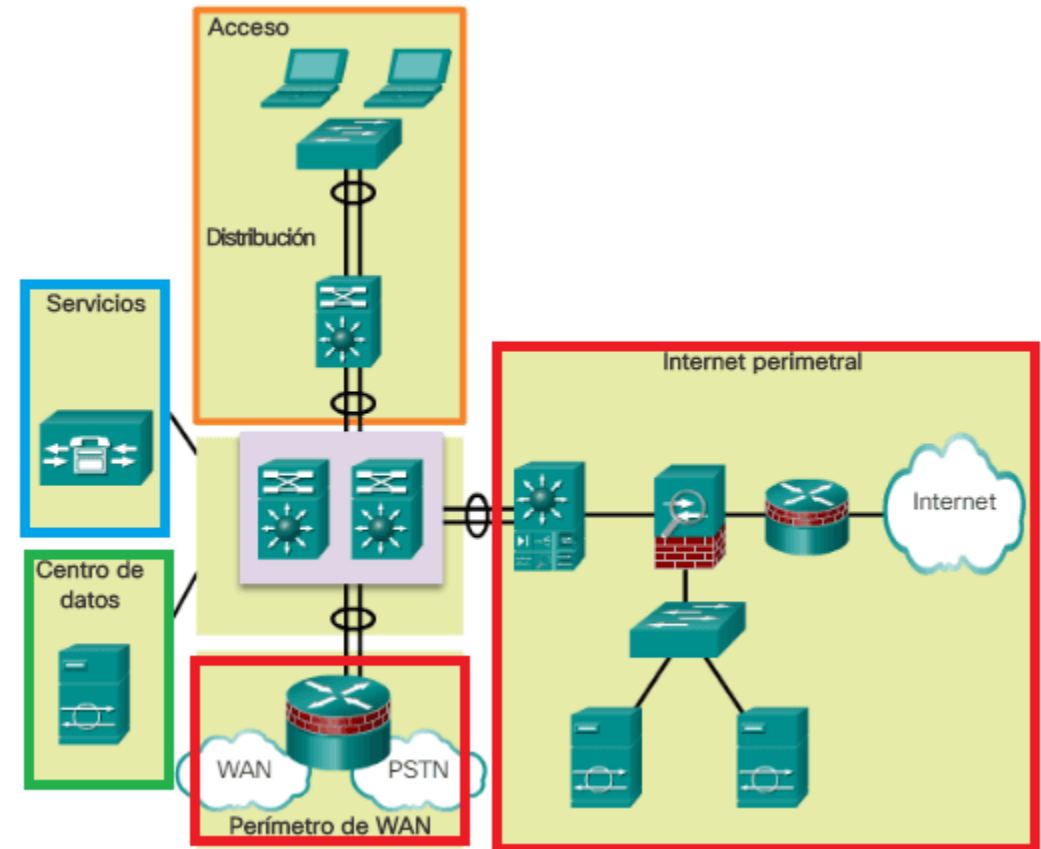 Acceso
Distribución
Servicios
Internet perimetral
Internet
Centro de
datos
WAN
PSTN
Perímetro de WAN